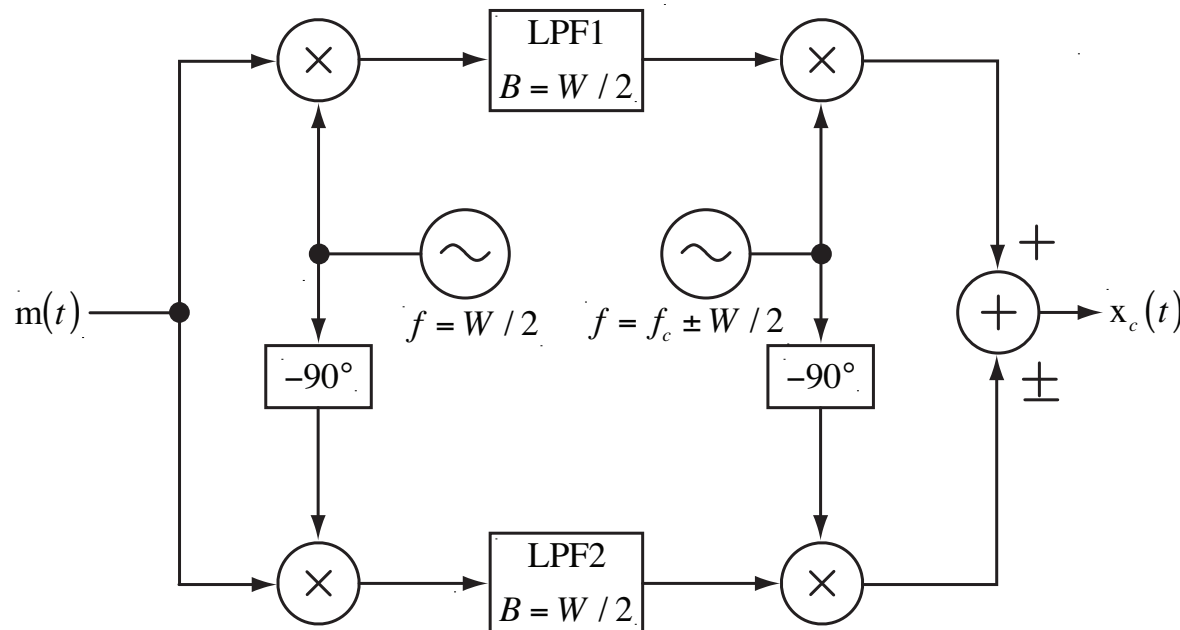 LPF1
B = W / 2
+
m(t)
f = W / 2
f = f_c ± W / 2
+
x_c(t)
−90°
−90°
±
LPF2
B = W / 2